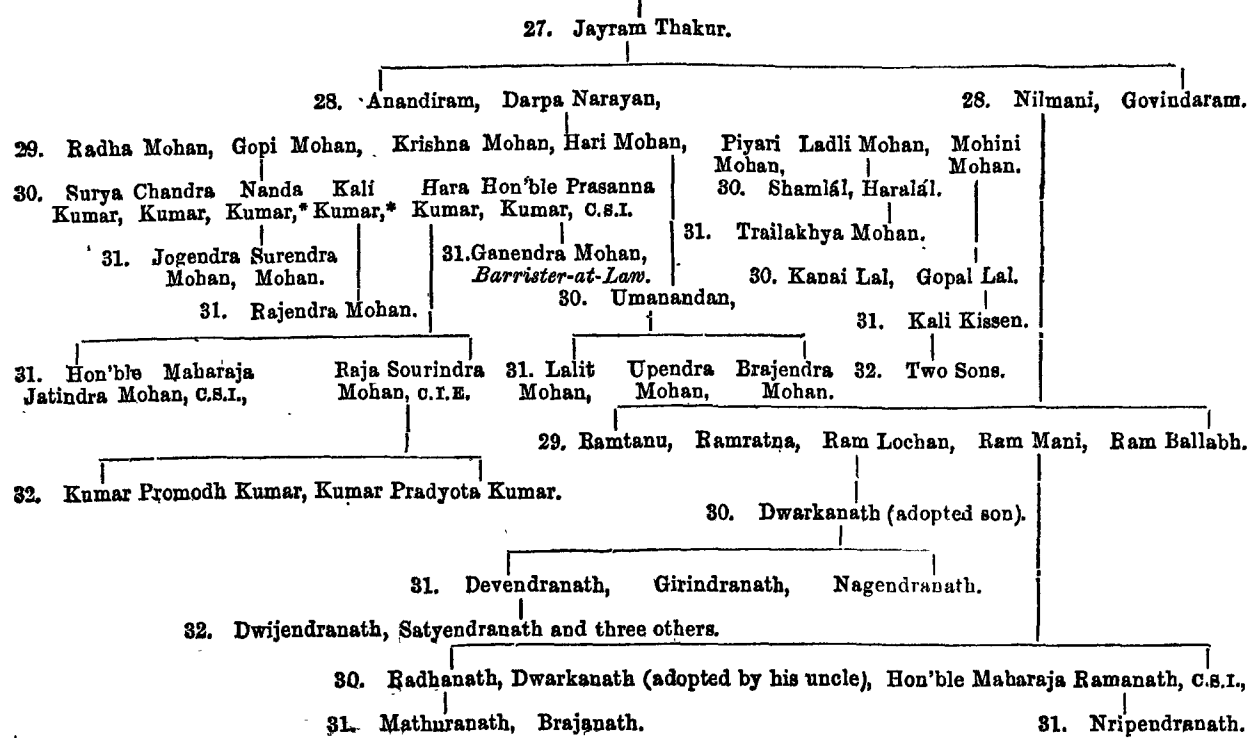 27. Jayram Thakur.
28. Anandiram, Darpa Narayan,
28. Nilmani, Govindaram.
29. Radha Mohan, Gopi Mohan, Krishna Mohan, Hari Mohan,
Piyari Ladli Mohan, Mohini
Mohan, Mohan.
30. Surya Chandra Nanda Kali Hara Hon'ble Prasanna
Kumar, Kumar, Kumar,* Kumar,* Kumar, Kumar, C.S.I.
30. Shamlál, Haralál.
31. Trailakhya Mohan.
31. Jogendra Surendra
Mohan, Mohan.
31. Ganendra Mohan,
Barrister-at-Law.
30. Kanai Lal, Gopal Lal.
31. Rajendra Mohan.
30. Umanandan,
31. Kali Kissen.
31. Hon'ble Maharaja Raja Sourindra
Jatindra Mohan, C.S.I., Mohan, C.I.E.
31. Lalit Upendra Brajendra
Mohan, Mohan, Mohan.
32. Two Sons.
29. Ramtanu, Ramratna, Ram Lochan, Ram Mani, Ram Ballabh.
32. Kumar Promodh Kumar, Kumar Pradyota Kumar.
30. Dwarkanath (adopted son).
31. Devendranath, Girindranath, Nagendranath.
32. Dwijendranath, Satyendranath and three others.
30. Radhanath, Dwarkanath (adopted by his uncle), Hon'ble Maharaja Ramanath, C.S.I.,
31. Mathuranath, Brajanath.
31. Nripendranath.